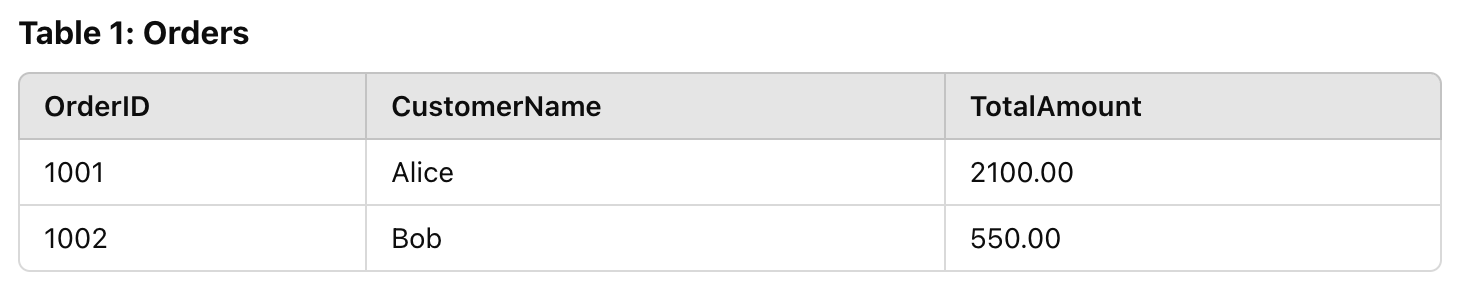 Table 1: Orders
OrderID CustomerName TotalAmount
1001 Alice 2100.00
1002 Bob 550.00